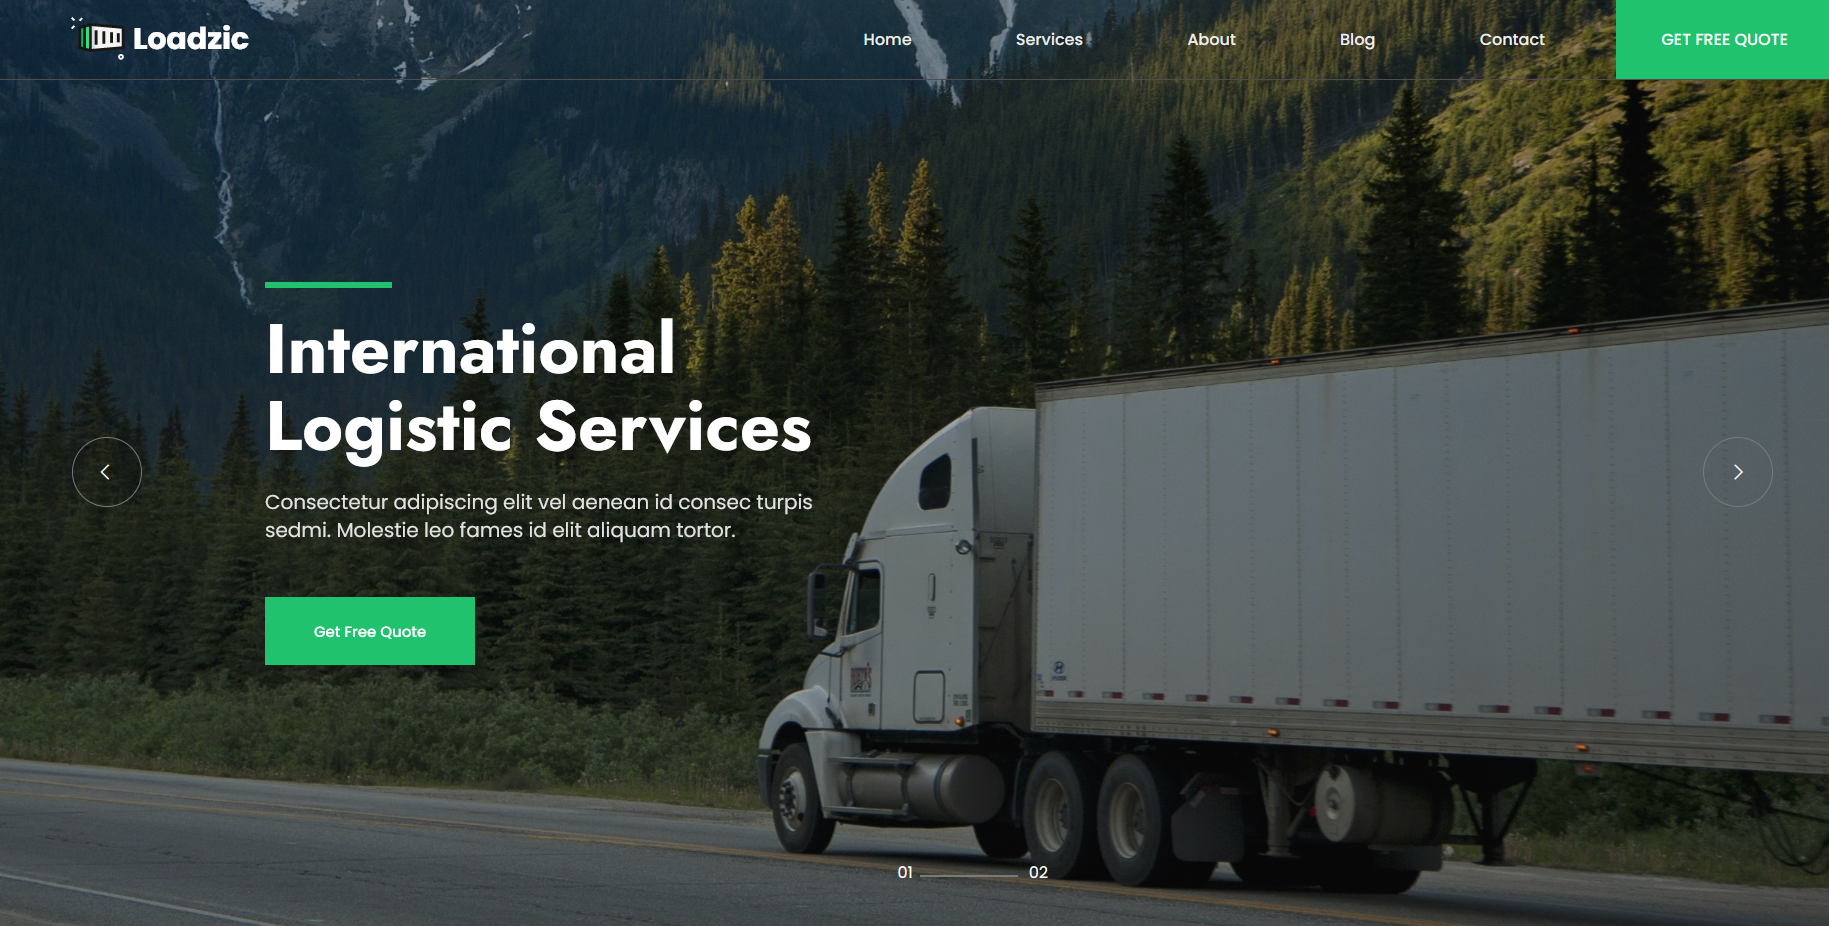 Loadzic
Home
Services
About
Blog
Contact
GET FREE QUOTE
International
Logistic Services
Consectetur adipiscing elit vel aenean id consec turpis
sedmi. Molestie leo fames id elit aliquam tortor.
Get Free Quote
01
02